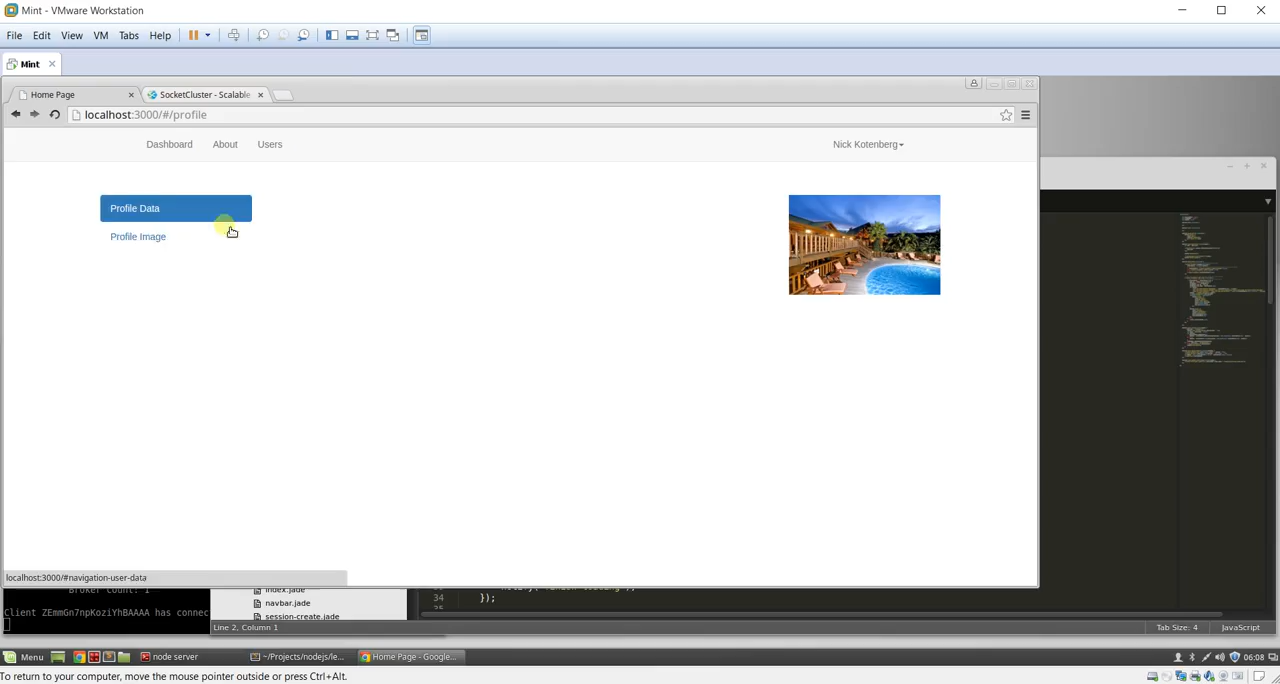 Mint - VMware Workstation
File Edit View VM Tabs Help
Mint
Home Page SocketCluster - Scalable
localhost:3000/#/profile
Dashboard About Users Nick Kotenberg
Profile Data
Profile Image
localhost:3000/#navigation-user-data
Broker Count: 1
index.jade
34 });
Client ZEmmGn7npKoziYhBAAAA has connec
navbar.jade
35
session-create.jade
Line 2, Column 1 Tab Size: 4 JavaScript
Menu node server ~/Projects/nodejs/le... Home Page - Google... 06:08
To return to your computer, move the mouse pointer outside or press Ctrl+Alt.